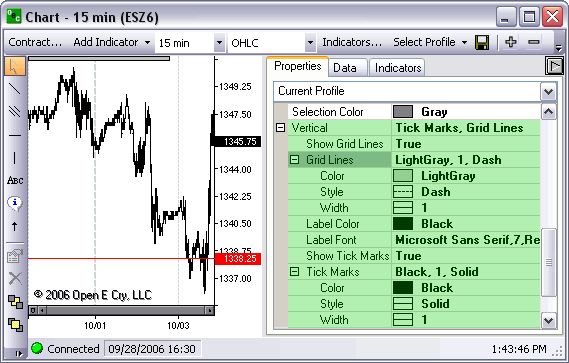 Chart - 15 min (ESZ6)
Contract... Add Indicator 15 min OHLC Indicators... Select Profile
Properties Data Indicators
Current Profile
Selection Color Gray
Vertical Tick Marks, Grid Lines
Show Grid Lines True
Grid Lines LightGray, 1, Dash
Color LightGray
Style Dash
Width 1
Label Color Black
Label Font Microsoft Sans Serif,7,Re
Show Tick Marks True
Tick Marks Black, 1, Solid
Color Black
Style Solid
Width 1
ABC
1349.25
1347.50
1345.75
1344.00
1342.25
1340.50
1338.75
1338.25
1337.00
© 2006 Open E Cry, LLC
10/01 10/03
Connected 09/28/2006 16:30 1:43:46 PM